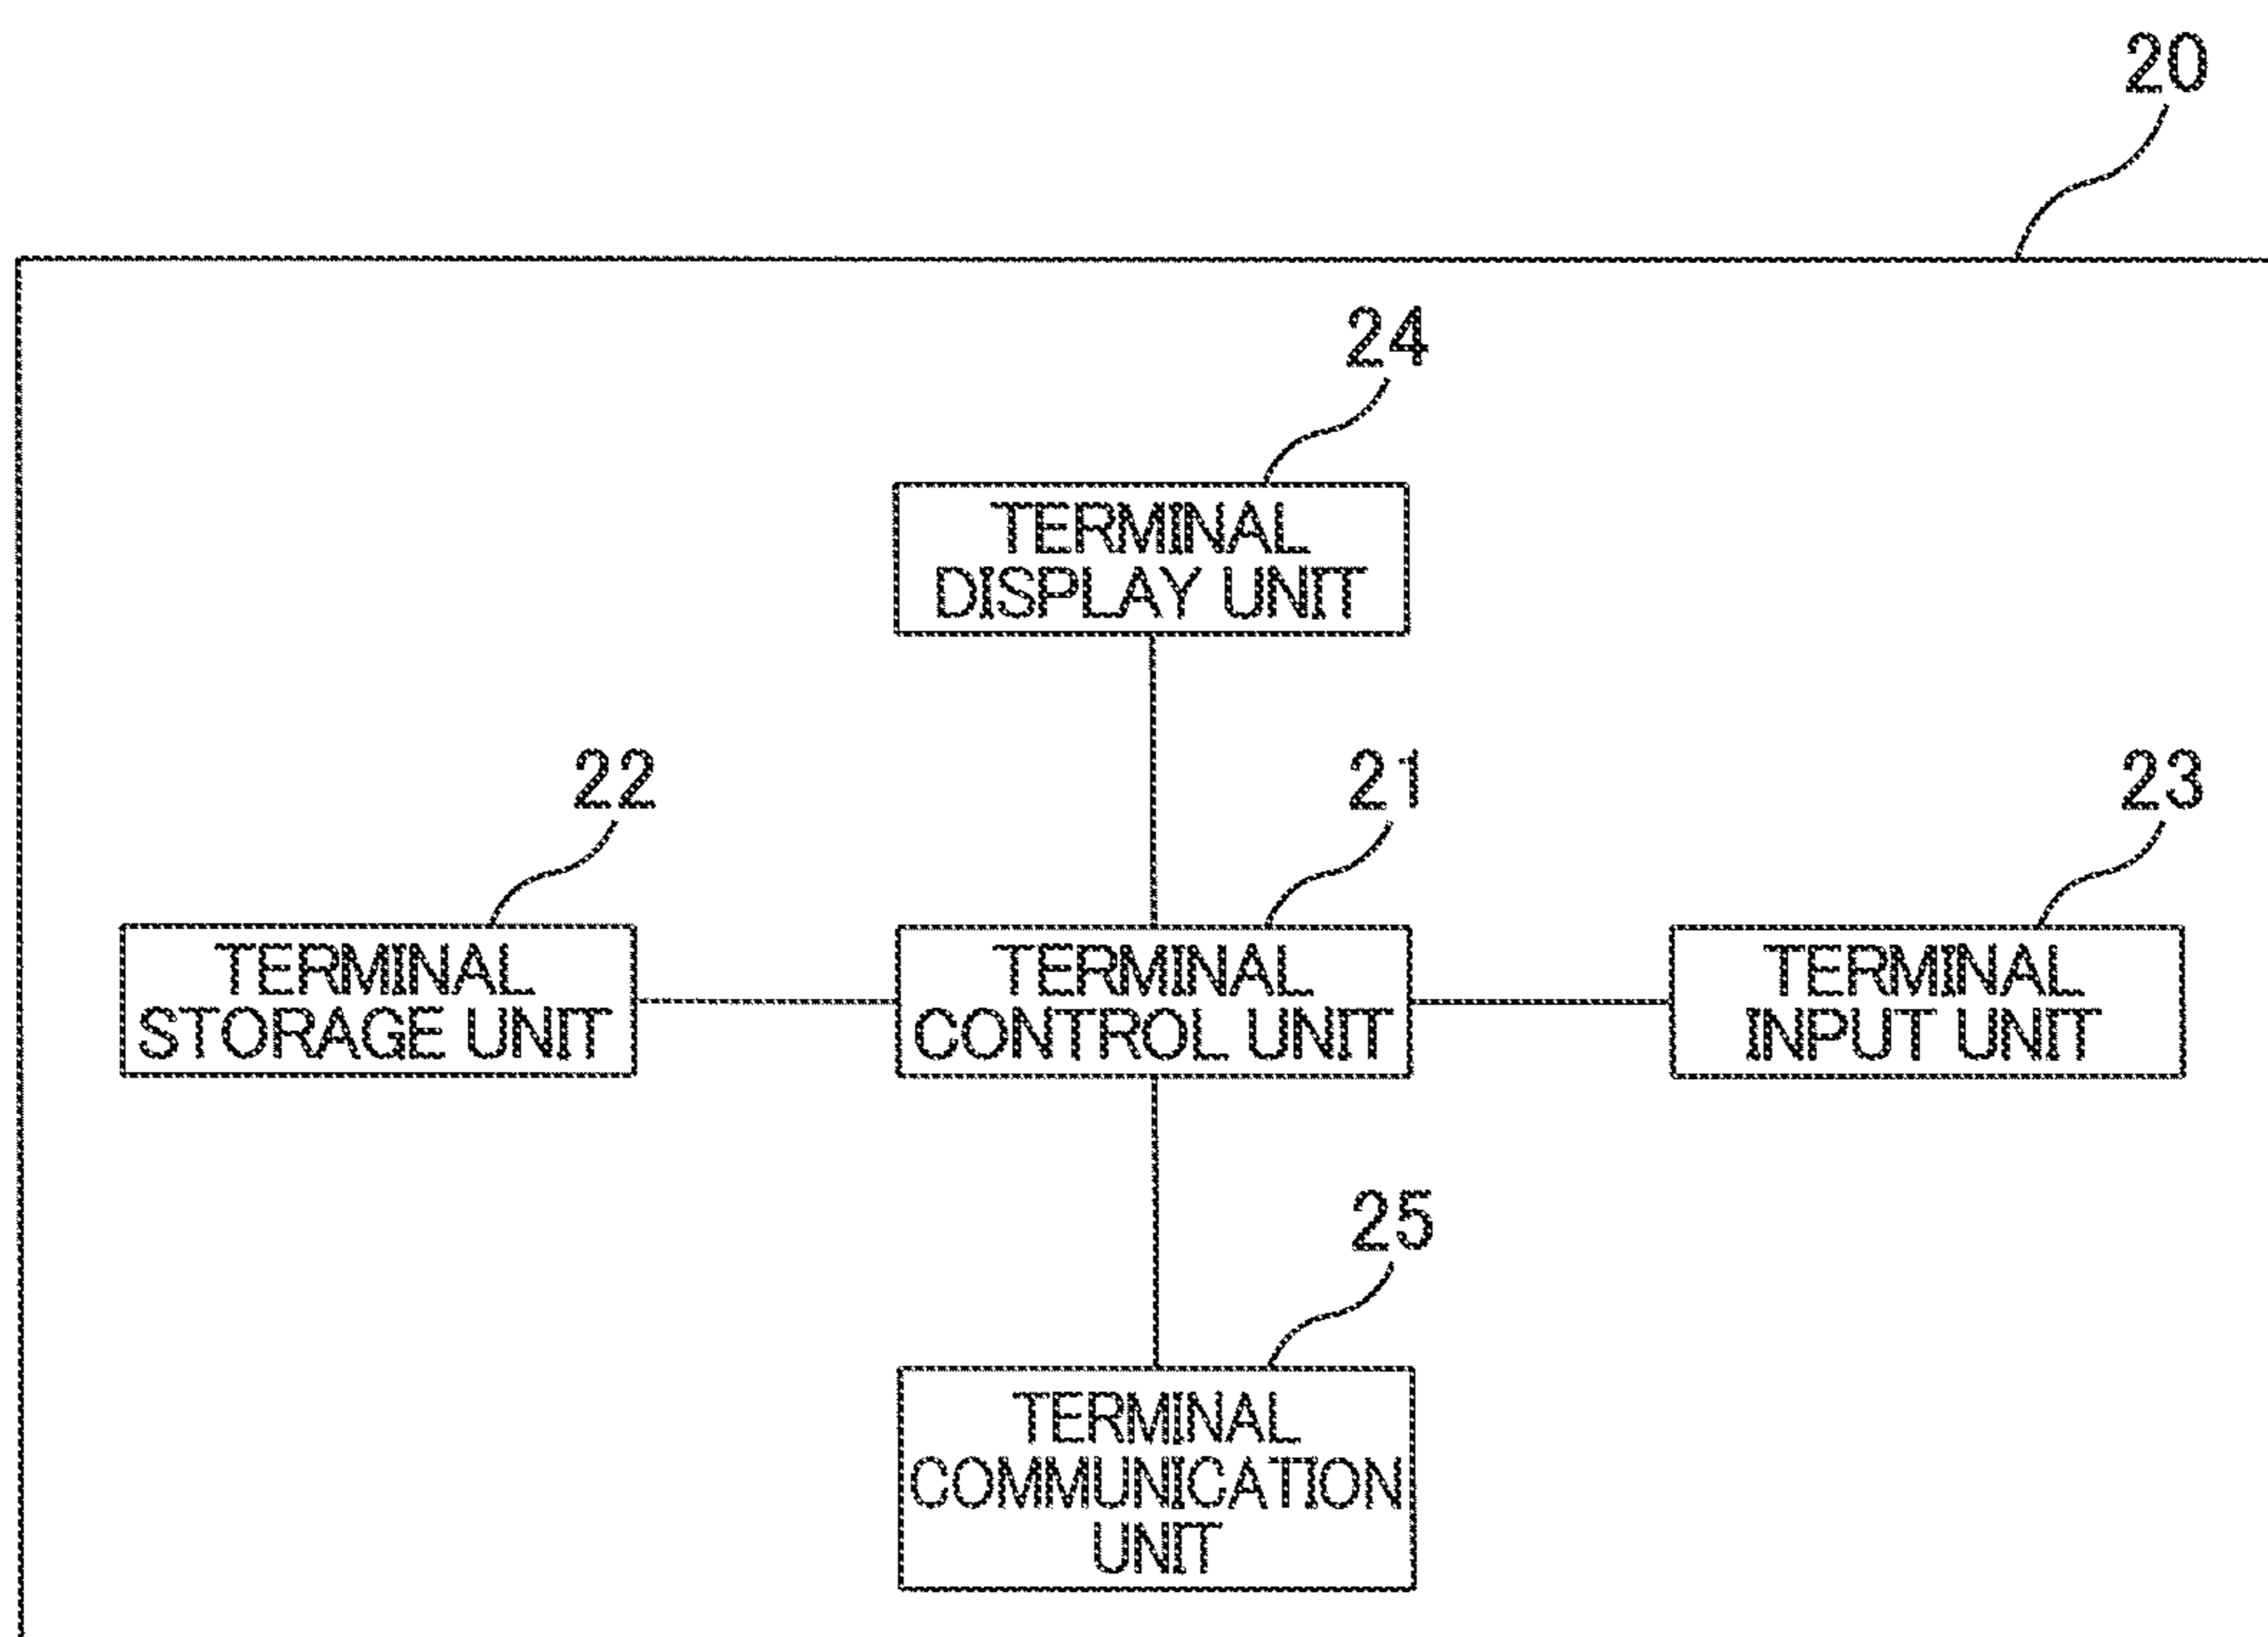 20
24
TERMINAL
DISPLAY UNIT
22
21
23
TERMINAL
STORAGE UNIT
TERMINAL
CONTROL UNIT
TERMINAL
INPUT UNIT
25
TERMINAL
COMMUNICATION
UNIT